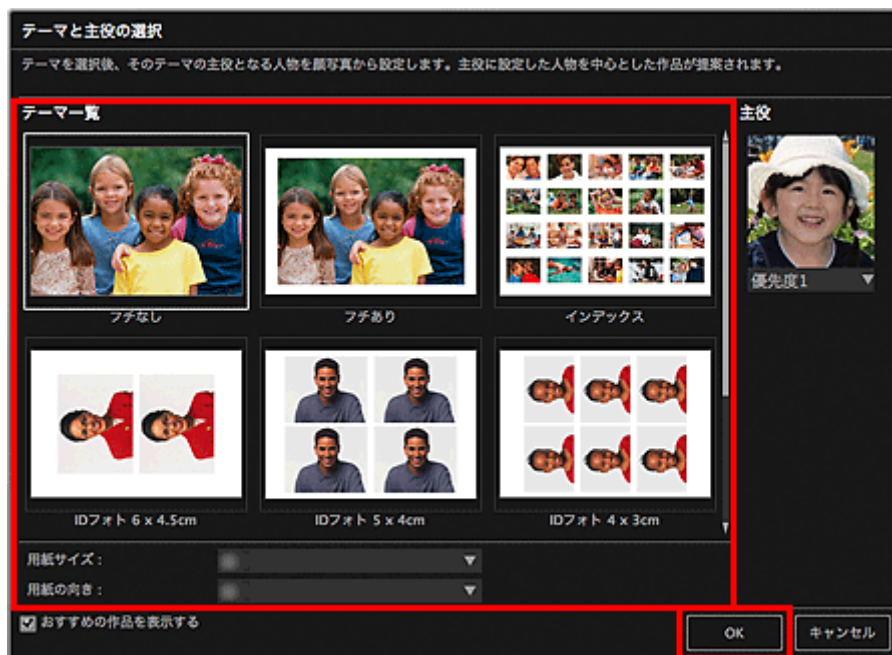 テーマと主役の選択
テーマを選択後、そのテーマの主役となる人物を顔写真から設定します。主役に設定した人物を中心とした作品が提案されます。
テーマ一覧
主役
優先度1
フチなし
フチあり
インデックス
IDフォト 6 x 4.5cm
IDフォト 5 x 4cm
IDフォト 4 x 3cm
用紙サイズ：
用紙の向き：
おすすめの作品を表示する
OK
キャンセル